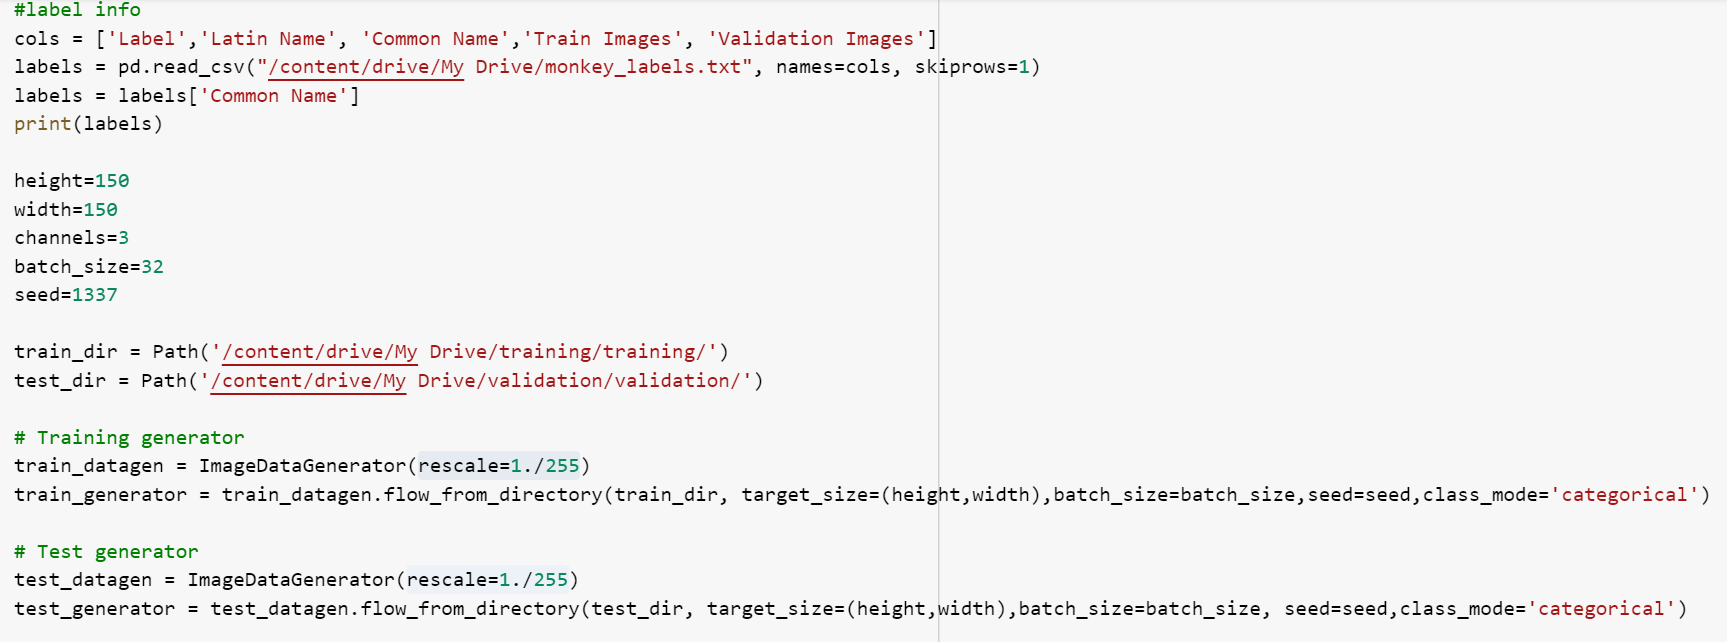 #label info
cols = ['Label','Latin Name', 'Common Name','Train Images', 'Validation Images']
labels = pd.read_csv("/content/drive/My Drive/monkey_labels.txt", names=cols, skiprows=1)
labels = labels['Common Name']
print(labels)
height=150
width=150
channels=3
batch_size=32
seed=1337
train_dir = Path('/content/drive/My Drive/training/training/')
test_dir = Path('/content/drive/My Drive/validation/validation/')
# Training generator
train_datagen = ImageDataGenerator(rescale=1./255)
train_generator = train_datagen.flow_from_directory(train_dir, target_size=(height,width),batch_size=batch_size,seed=seed,class_mode='categorical')
# Test generator
test_datagen = ImageDataGenerator(rescale=1./255)
test_generator = test_datagen.flow_from_directory(test_dir, target_size=(height,width),batch_size=batch_size, seed=seed,class_mode='categorical')